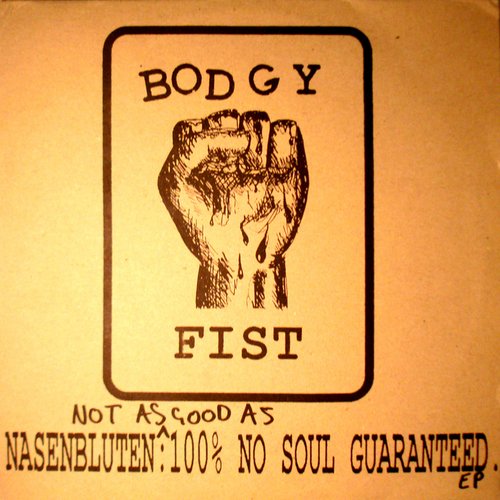 BODGY
FIST
NOT AS GOOD AS
NASENBLUTEN: 100% NO SOUL GUARANTEED.
EP